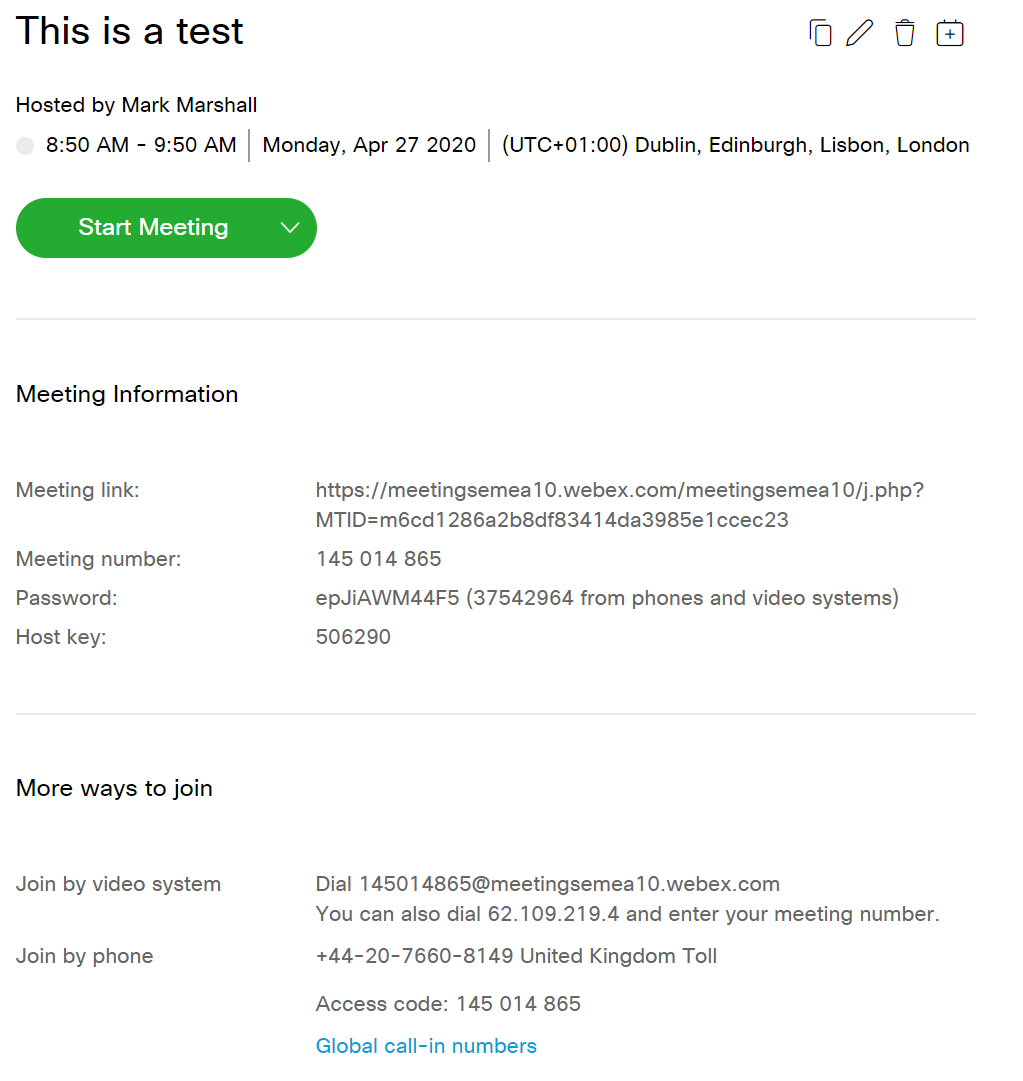 This is a test
Hosted by Mark Marshall
8:50 AM - 9:50 AM | Monday, Apr 27 2020 | (UTC+01:00) Dublin, Edinburgh, Lisbon, London
Start Meeting
Meeting Information
Meeting link: https://meetingsemea10.webex.com/meetingsemea10/j.php?
MTID=m6cd1286a2b8df83414da3985e1ccec23
Meeting number: 145 014 865
Password: epJiAWM44F5 (37542964 from phones and video systems)
Host key: 506290
More ways to join
Join by video system Dial 145014865@meetingsemea10.webex.com
You can also dial 62.109.219.4 and enter your meeting number.
Join by phone +44-20-7660-8149 United Kingdom Toll
Access code: 145 014 865
Global call-in numbers